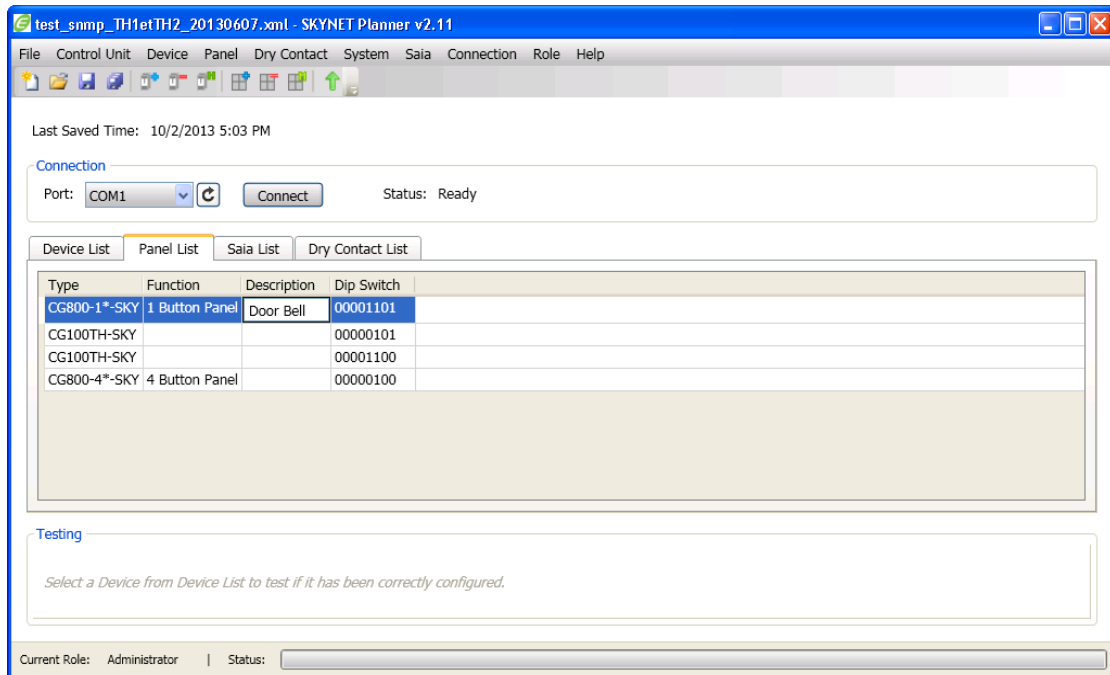 test_snmp_TH1etTH2_20130607.xml - SKYNET Planner v2.11
File Control Unit Device Panel Dry Contact System Saia Connection Role Help
Last Saved Time: 10/2/2013 5:03 PM
Connection
Port: COM1 Connect Status: Ready
Device List Panel List Saia List Dry Contact List
Type Function Description Dip Switch
CG800-1*-SKY 1 Button Panel Door Bell 00001101
CG100TH-SKY 00000101
CG100TH-SKY 00001100
CG800-4*-SKY 4 Button Panel 00000100
Testing
Select a Device from Device List to test if it has been correctly configured.
Current Role: Administrator | Status: